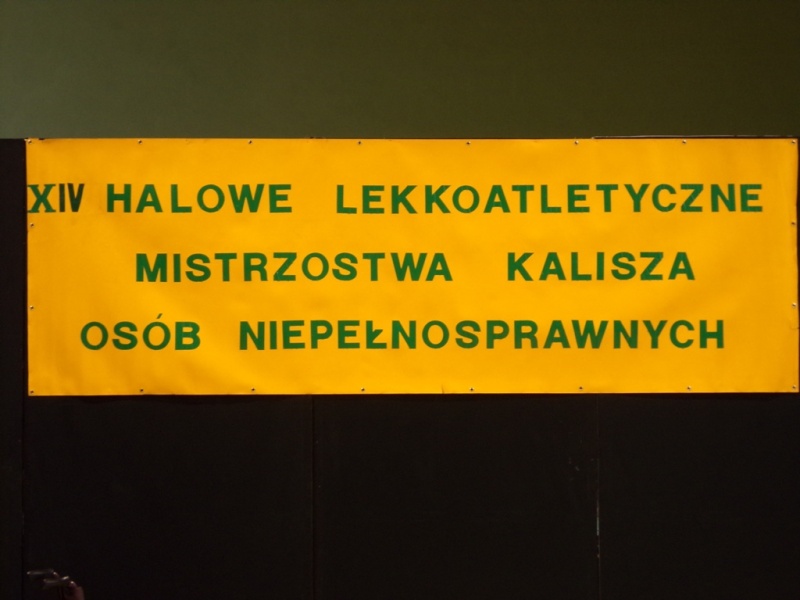 XIV HALOWE LEKKOATLETYCZNE
MISTRZOSTWA KALISZA
OSÓB NIEPEŁNOSPRAWNYCH